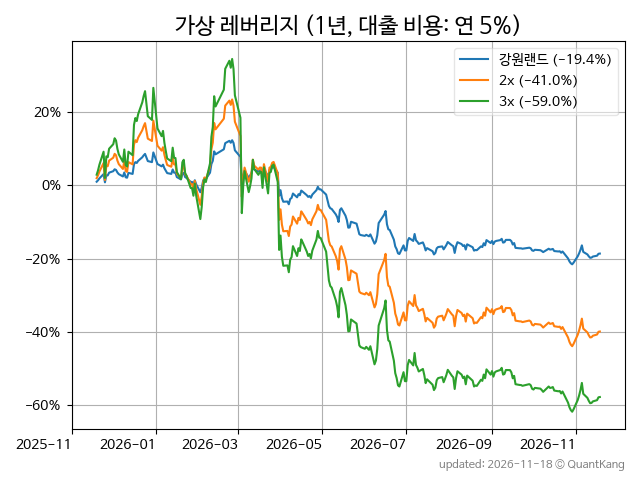 가상 레버리지 (1년, 대출 비용: 연 5%)
강원랜드 (-19.4%)
2x (-41.0%)
3x (-59.0%)
20%
0%
−20%
−40%
−60%
2025-11
2026-01
2026-03
2026-05
2026-07
2026-09
2026-11
updated: 2026-11-18 © QuantKang